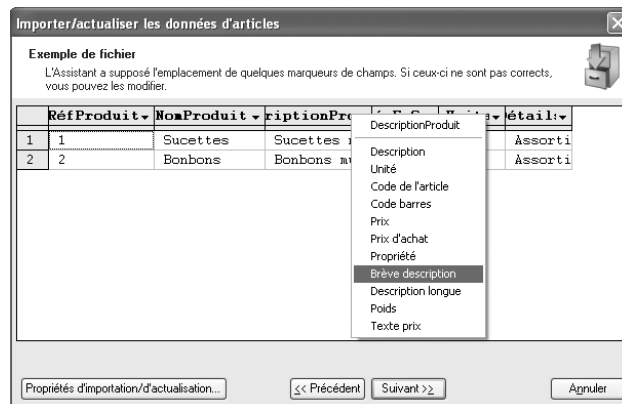 Importer/actualiser les données d'articles
Exemple de fichier
L'Assistant a supposé l'emplacement de quelques marqueurs de champs. Si ceux-ci ne sont pas corrects,
vous pouvez les modifier.
RéfProduit NomProduit riptionPro
1 1 Sucettes Sucettes Assorti
2 2 Bonbons Bonbons Assorti
DescriptionProduit
Description
Unité
Code de l'article
Code barres
Prix
Prix d'achat
Propriété
Brève description
Description longue
Poids
Texte prix
Propriétés d'importation/d'actualisation... << Précédent Suivant >> Annuler